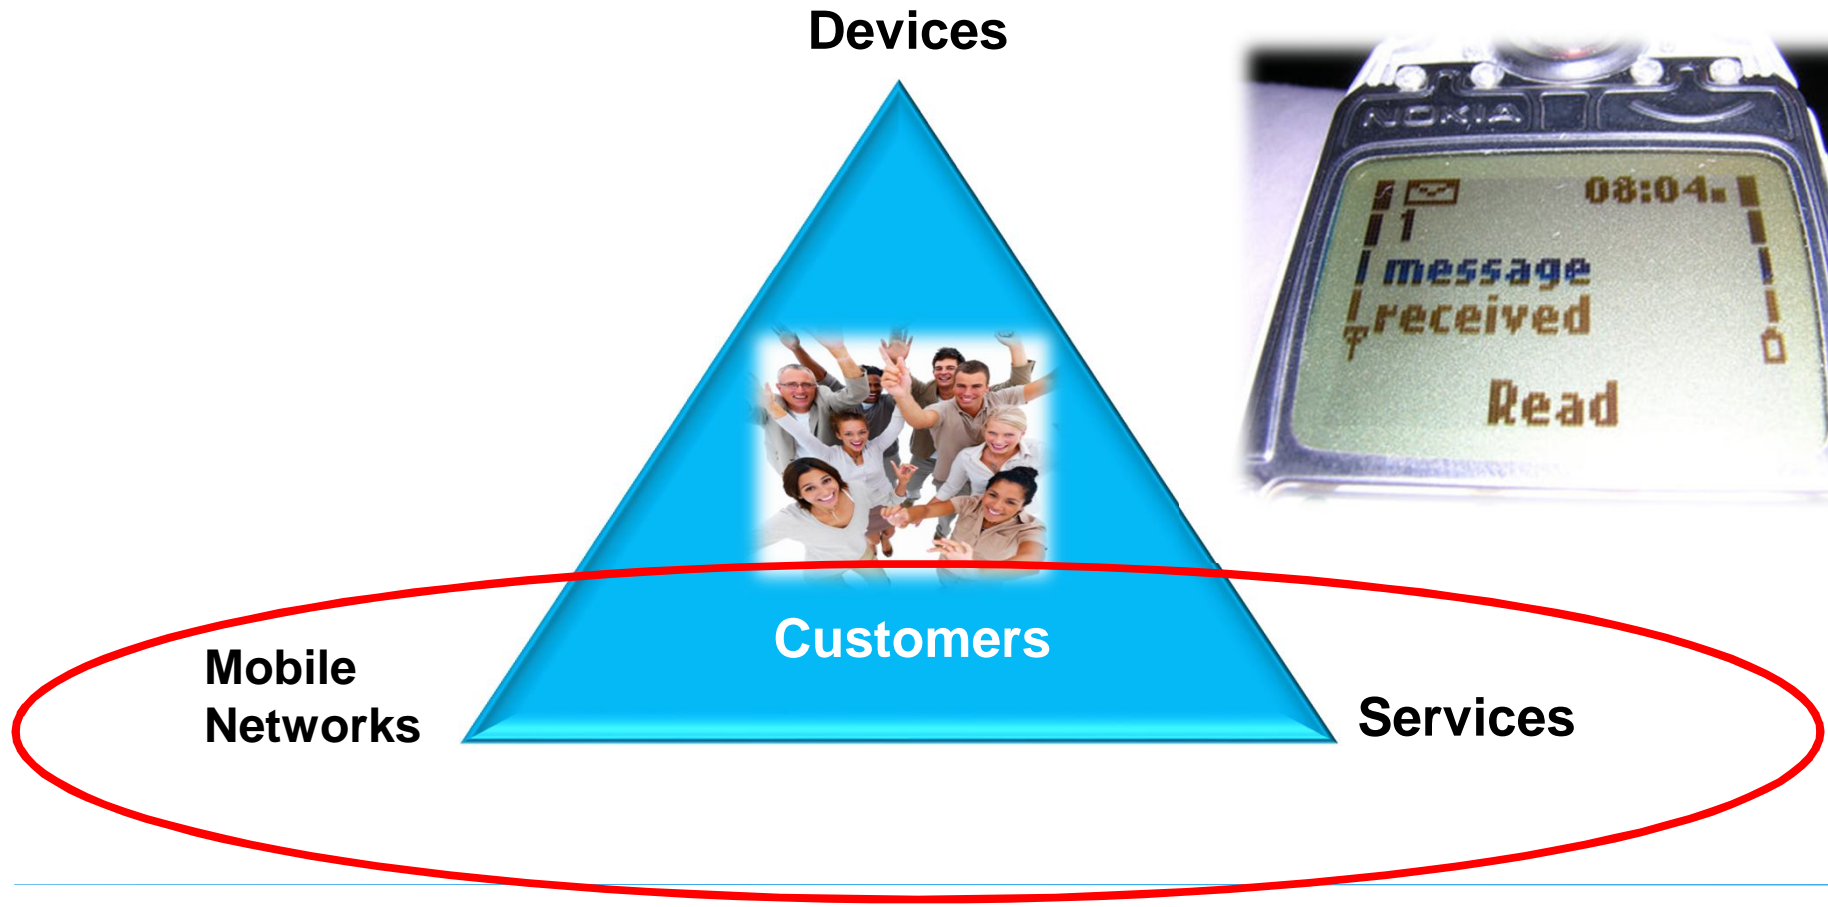 Devices
NOKIA
08:04
1
message
received
Read
Customers
Mobile
Networks
Services